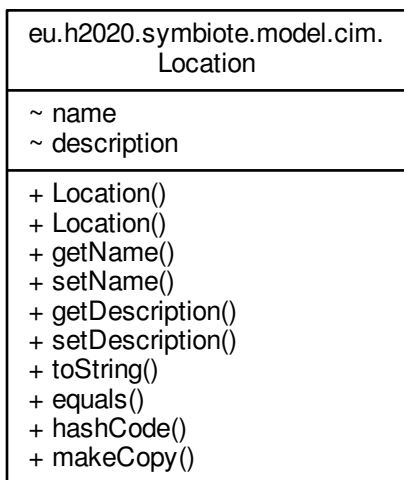 eu.h2020.symbiote.model.cim.
Location
~ name
~ description
+ Location()
+ Location()
+ getName()
+ setName()
+ getDescription()
+ setDescription()
+ toString()
+ equals()
+ hashCode()
+ makeCopy()